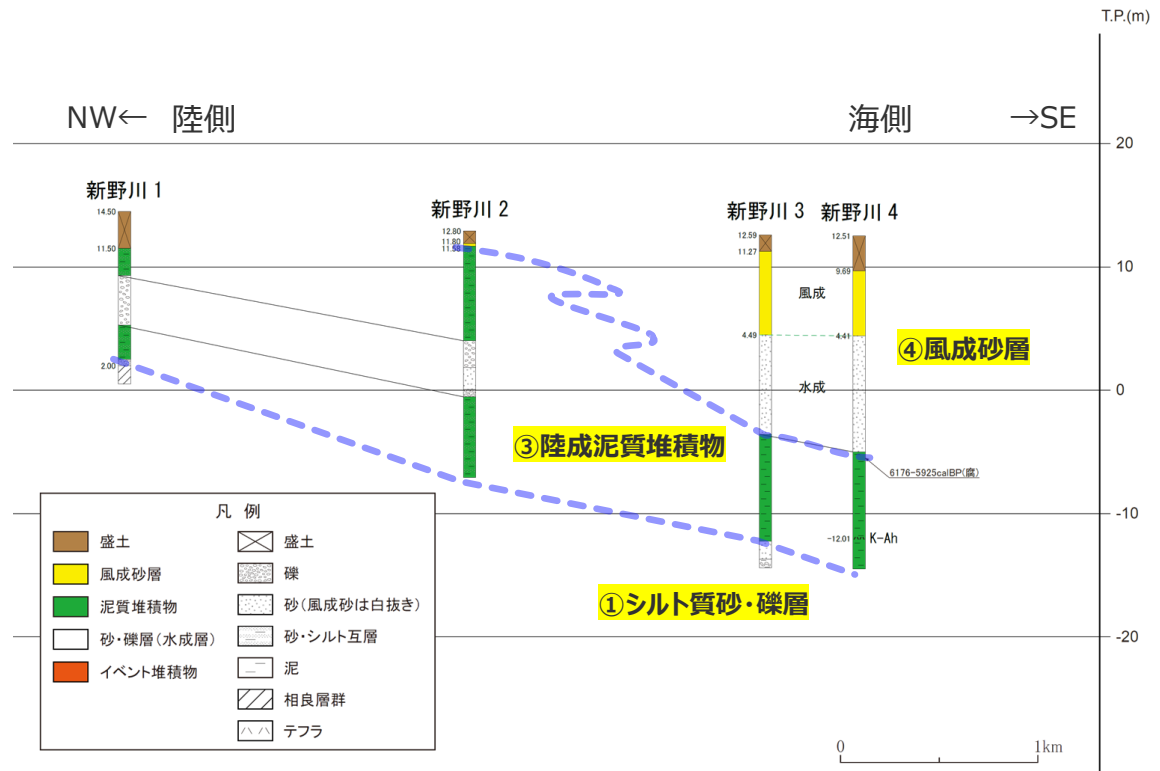 T.P.(m)
NW← 陸側
海側 →SE
20
新野川 1
新野川 2
新野川 3
新野川 4
14.50
11.50
2.00
12.80
11.80
11.58
12.59
11.27
4.49
12.51
9.69
4.41
-12.01
10
風成
④風成砂層
水成
0
③陸成泥質堆積物
6176-5925calBP(腐)
-10
K-Ah
①シルト質砂・礫層
-20
凡 例
盛土
風成砂層
泥質堆積物
砂・礫層(水成層)
イベント堆積物
盛土
礫
砂(風成砂は白抜き)
砂・シルト互層
泥
相良層群
テフラ
0 1km